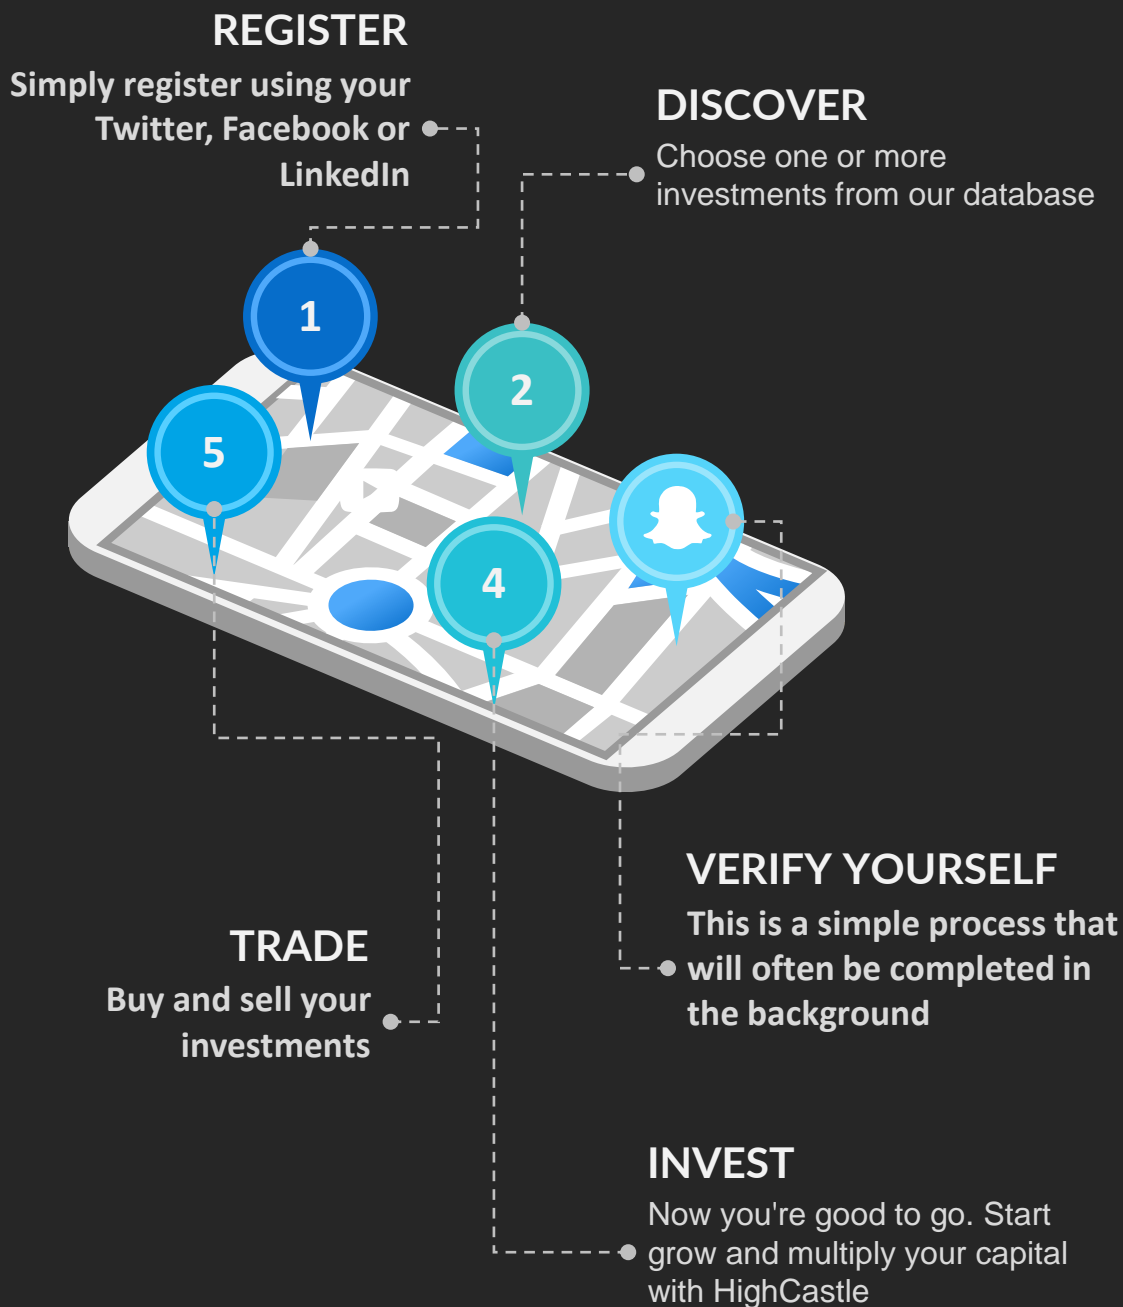 REGISTER
Simply register using your
Twitter, Facebook or
LinkedIn
DISCOVER
Choose one or more
investments from our database
1
2
5
4
VERIFY YOURSELF
This is a simple process that
will often be completed in
the background
TRADE
Buy and sell your
investments
INVEST
Now you're good to go. Start
grow and multiply your capital
with HighCastle